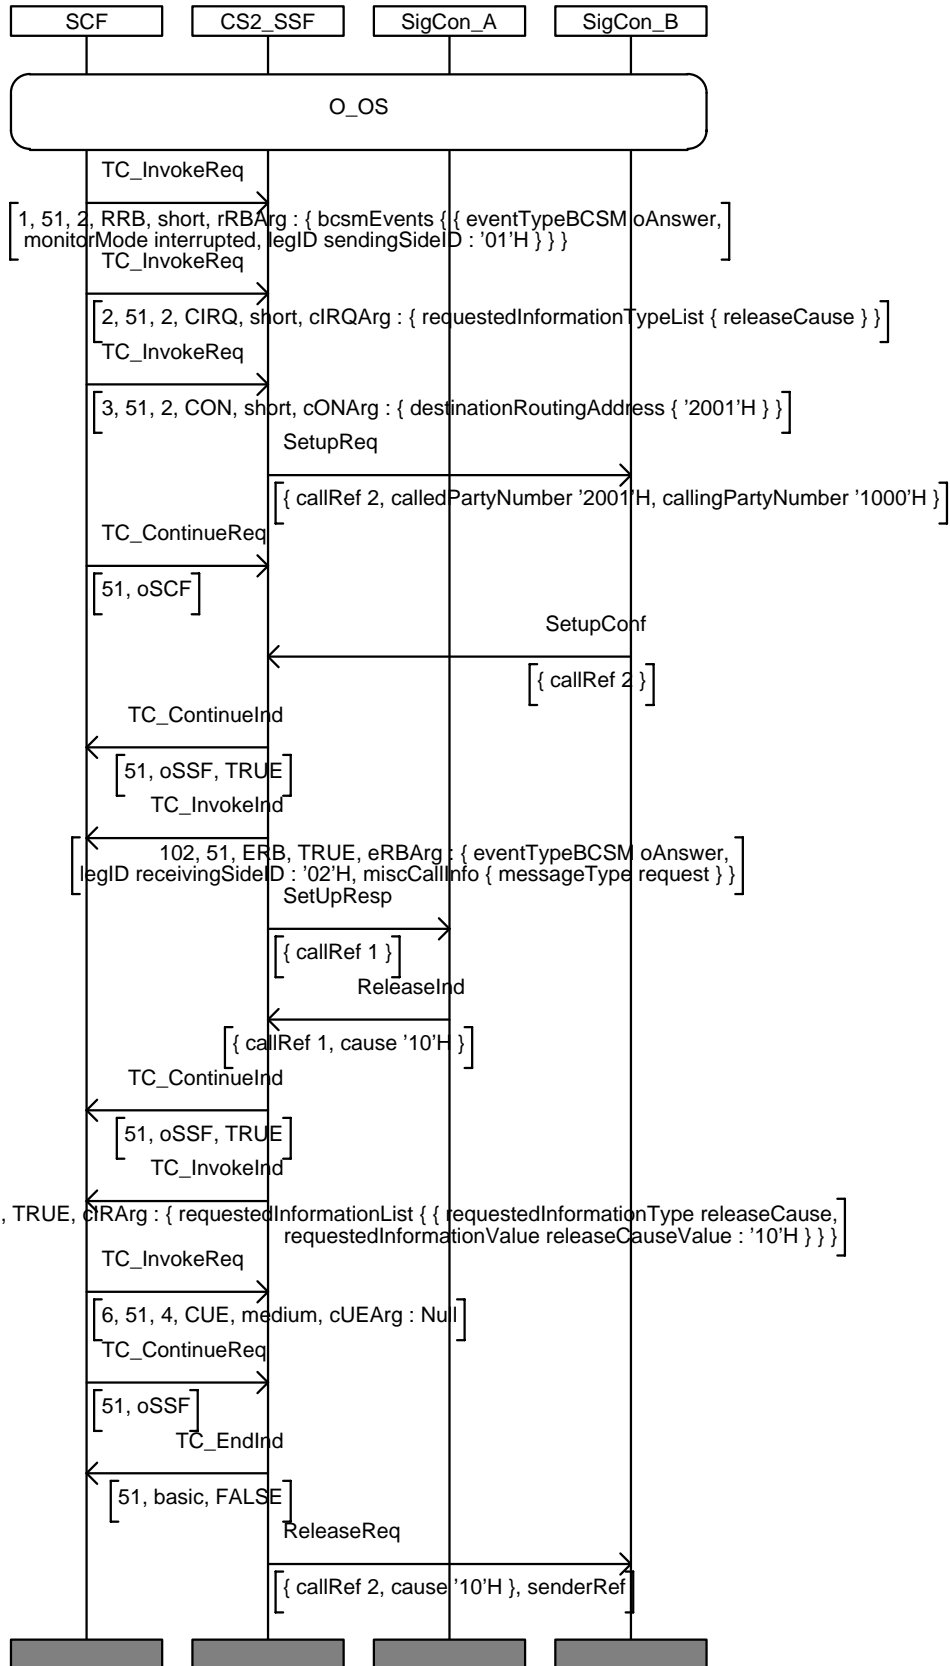 SCF CS2_SSF SigCon_A SigCon_B
O_OS
TC_InvokeReq
1, 51, 2, RRB, short, rRBArg : { bcsmEvents { { eventTypeBCSM oAnswer,
monitorMode interrupted, legID sendingSideID : '01'H } } }
TC_InvokeReq
2, 51, 2, CIRQ, short, cIRQArg : { requestedInformationTypeList { releaseCause } }
TC_InvokeReq
3, 51, 2, CON, short, cONArg : { destinationRoutingAddress { '2001'H } }
SetupReq
{ callRef 2, calledPartyNumber '2001'H, callingPartyNumber '1000'H }
TC_ContinueReq
51, oSCF
SetupConf
{ callRef 2 }
TC_ContinueInd
51, oSSF, TRUE
TC_InvokeInd
102, 51, ERB, TRUE, eRBArg : { eventTypeBCSM oAnswer,
legID receivingSideID : '02'H, miscCallInfo { messageType request } }
SetUpResp
{ callRef 1 }
ReleaseInd
{ callRef 1, cause '10'H }
TC_ContinueInd
51, oSSF, TRUE
TC_InvokeInd
, TRUE, cIRArg : { requestedInformationList { { requestedInformationType releaseCause,
requestedInformationValue releaseCauseValue : '10'H } } }
TC_InvokeReq
6, 51, 4, CUE, medium, cUEArg : Null
TC_ContinueReq
51, oSSF
TC_EndInd
51, basic, FALSE
ReleaseReq
{ callRef 2, cause '10'H }, senderRef